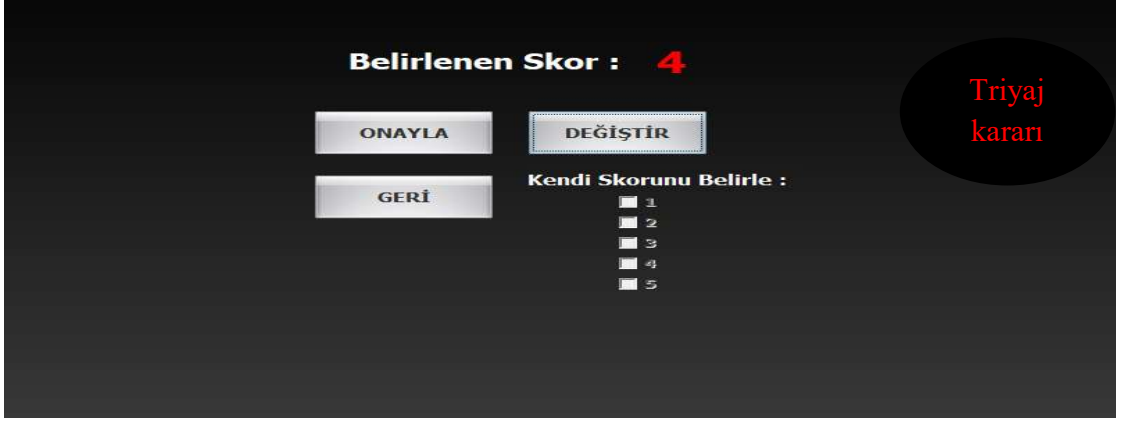 Belirlenen Skor : 4
Triyaj
kararı
ONAYLA
DEĞİŞTİR
GERİ
Kendi Skorunu Belirle :
1
2
3
4
5